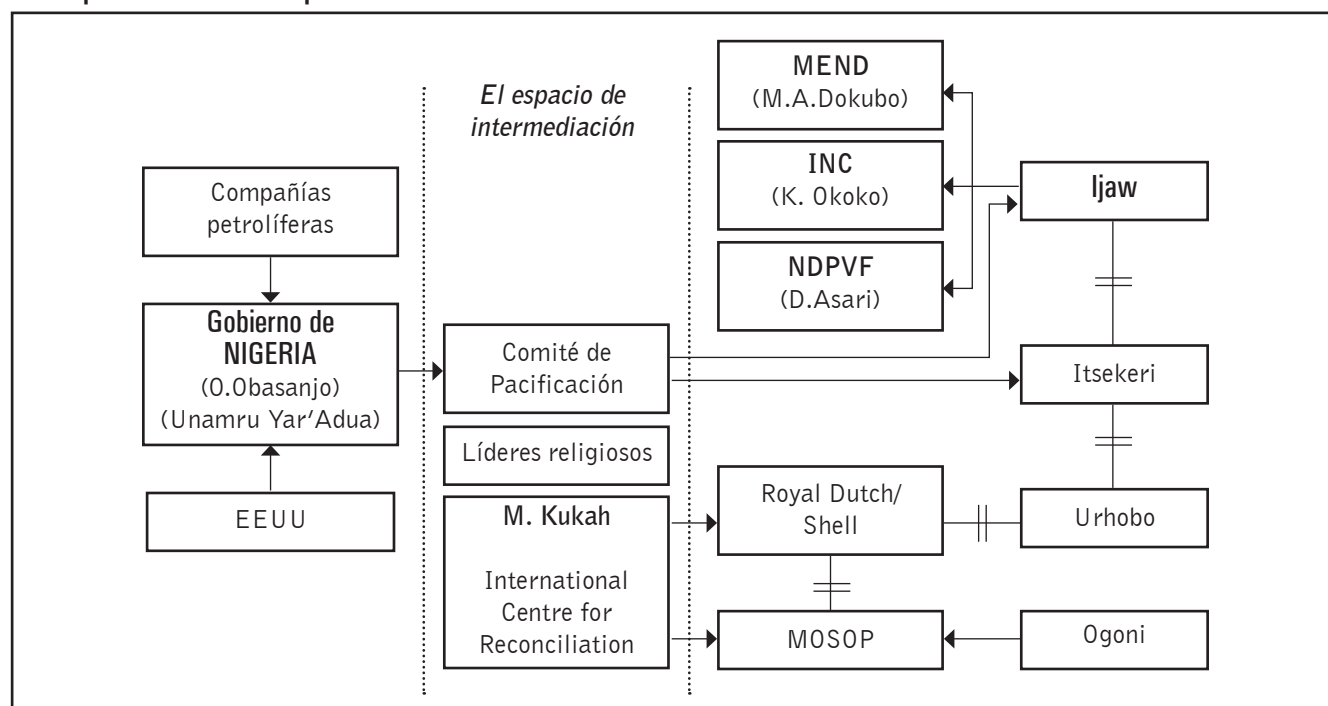 El espacio de
intermediación
MEND
(M.A.Dokubo)
INC
(K. Okoko)
NDPVF
(D.Asari)
Ijaw
Compañías
petrolíferas
Gobierno de
NIGERIA
(O.Obasanjo)
(Unamru Yar'Adua)
EEUU
Comité de
Pacificación
Líderes religiosos
M. Kukah
International
Centre for
Reconciliation
Itsekeri
Royal Dutch/
Shell
Urhobo
MOSOP
Ogoni